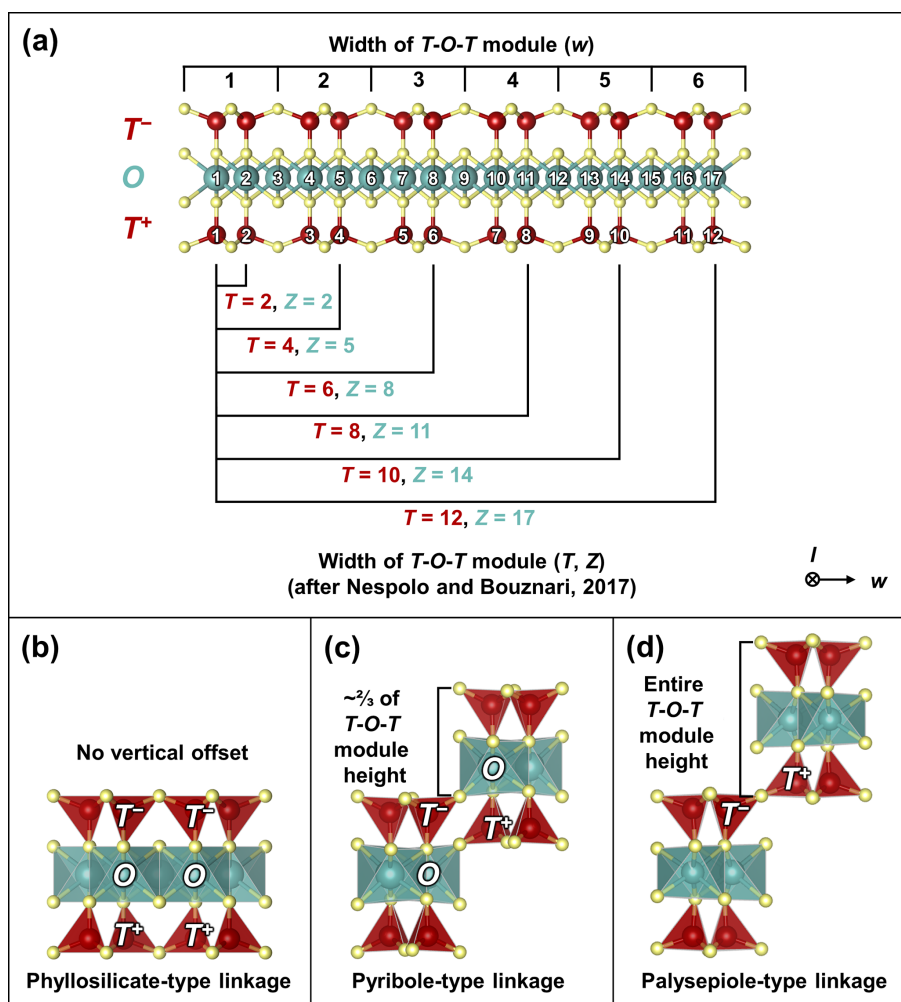 (a)
Width of T-O-T module (w)
1 2 3 4 5 6
T⁻
O
1 2 3 4 5 6 7 8 9 10 11 12 13 14 15 16 17
T⁺
1 2 3 4 5 6 7 8 9 10 11 12
T = 2, Z = 2
T = 4, Z = 5
T = 6, Z = 8
T = 8, Z = 11
T = 10, Z = 14
T = 12, Z = 17
Width of T-O-T module (T, Z)
(after Nespolo and Bouznari, 2017)
l
w
(b)
No vertical offset
T⁻ T⁻
O O
T⁺ T⁺
Phyllosilicate-type linkage
(c)
~⅔ of
T-O-T
module
height
O
T⁻
T⁺
O
Pyribole-type linkage
(d)
Entire
T-O-T
module
height
T⁺
T⁻
Palysepiole-type linkage